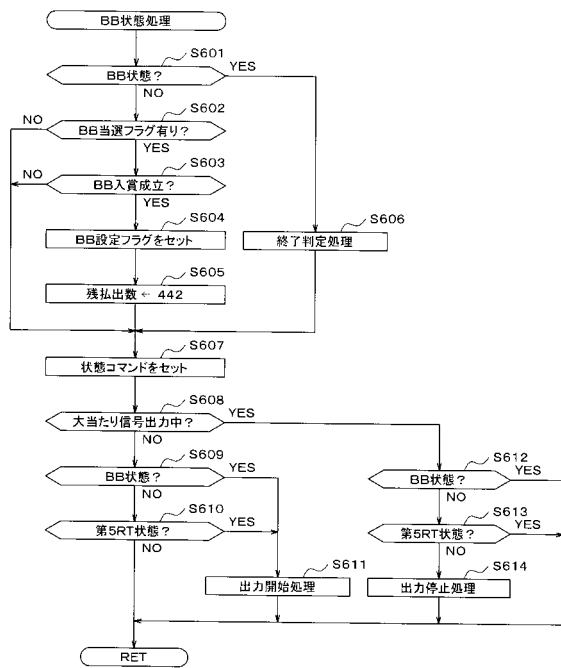 BB状態処理
S601
BB状態？
YES
NO
S602
NO
BB当選フラグ有り？
YES
S603
NO
BB入賞成立？
YES
S604
BB設定フラグをセット
S606
終了判定処理
S605
残払出数 ← 442
S607
状態コマンドをセット
S608
大当たり信号出力中？
YES
NO
S609
BB状態？
YES
NO
S612
BB状態？
YES
NO
S610
第5RT状態？
YES
NO
S613
第5RT状態？
YES
NO
S611
出力開始処理
S614
出力停止処理
RET